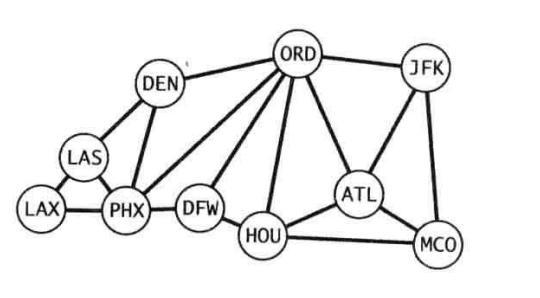 ORD
JFK
DEN
LAS
ATL
LAX
PHX
DFW
HOU
MCO